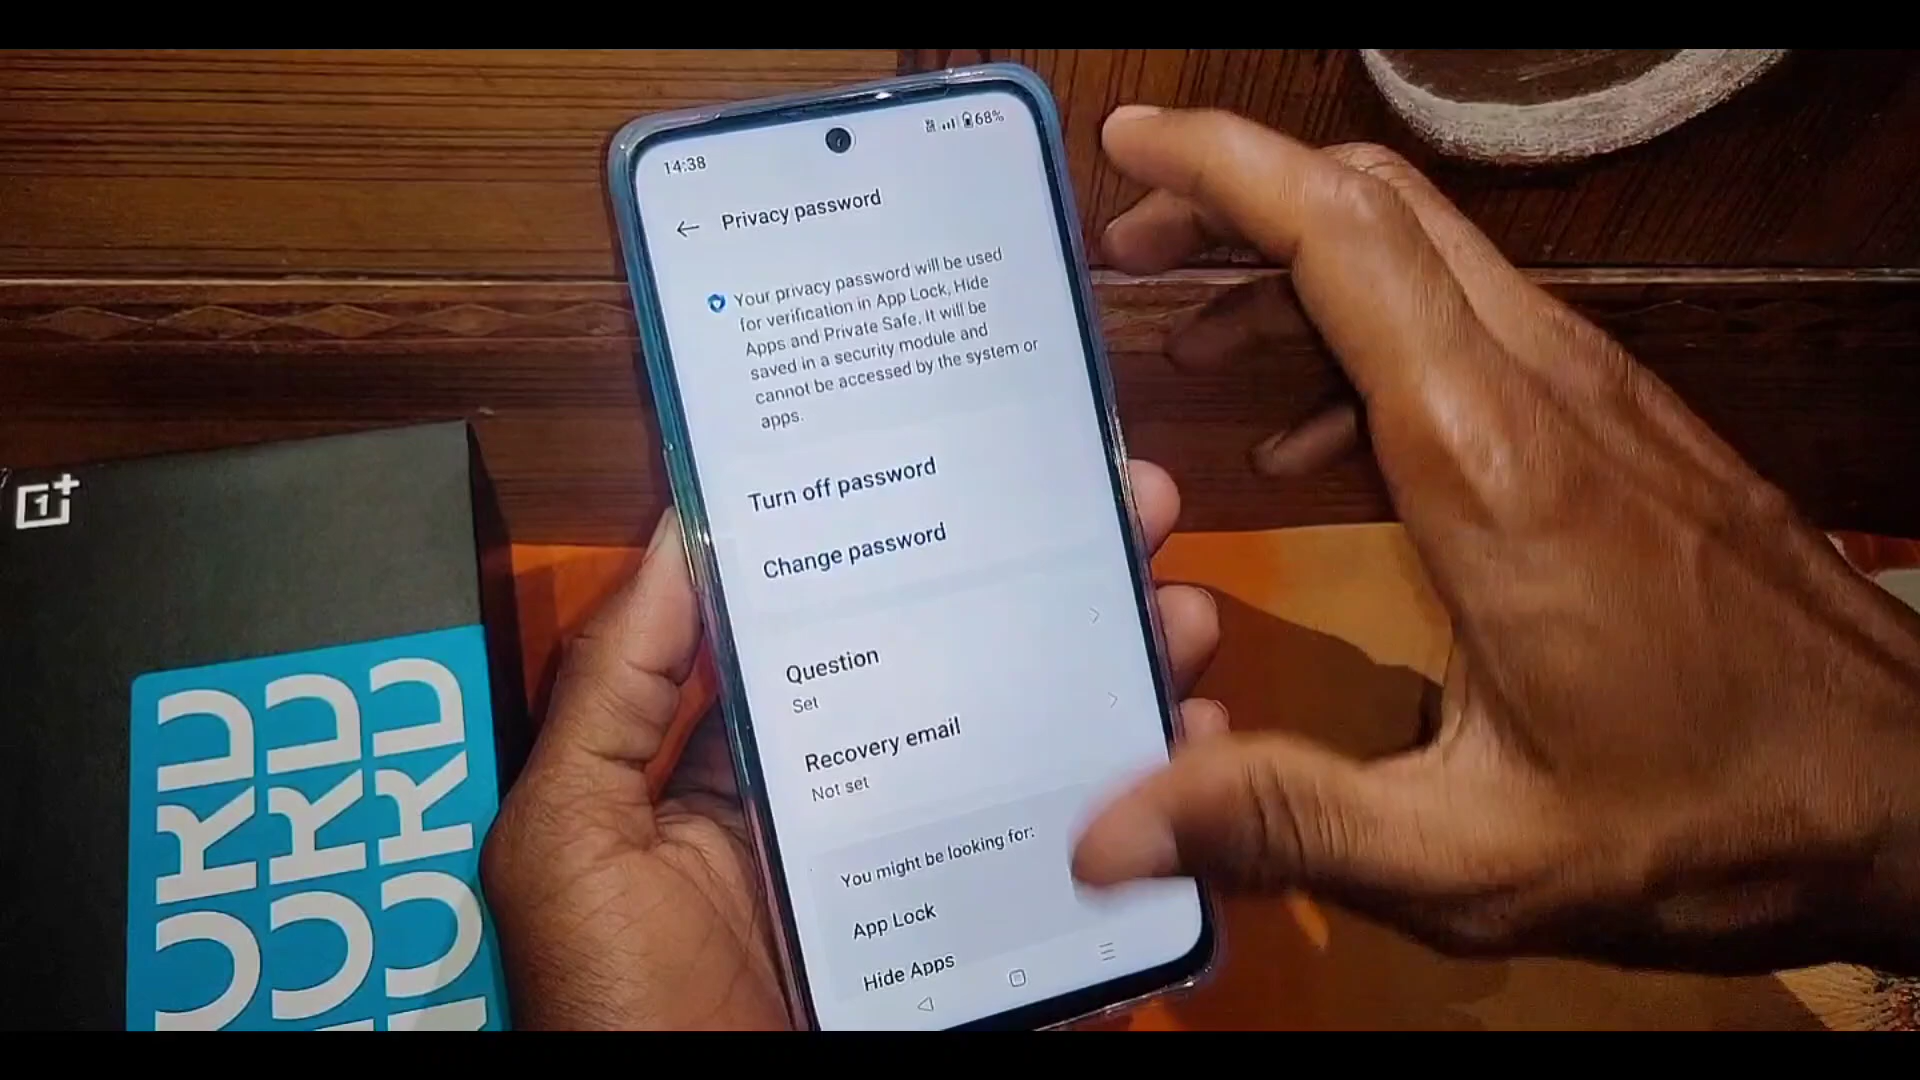 14:38
68%
Privacy password
Your privacy password will be used
for verification in App Lock, Hide
Apps and Private Safe. It will be
saved in a security module and
cannot be accessed by the system or
apps.
Turn off password
Change password
Question
Set
Recovery email
Not set
You might be looking for:
App Lock
Hide Apps
1+